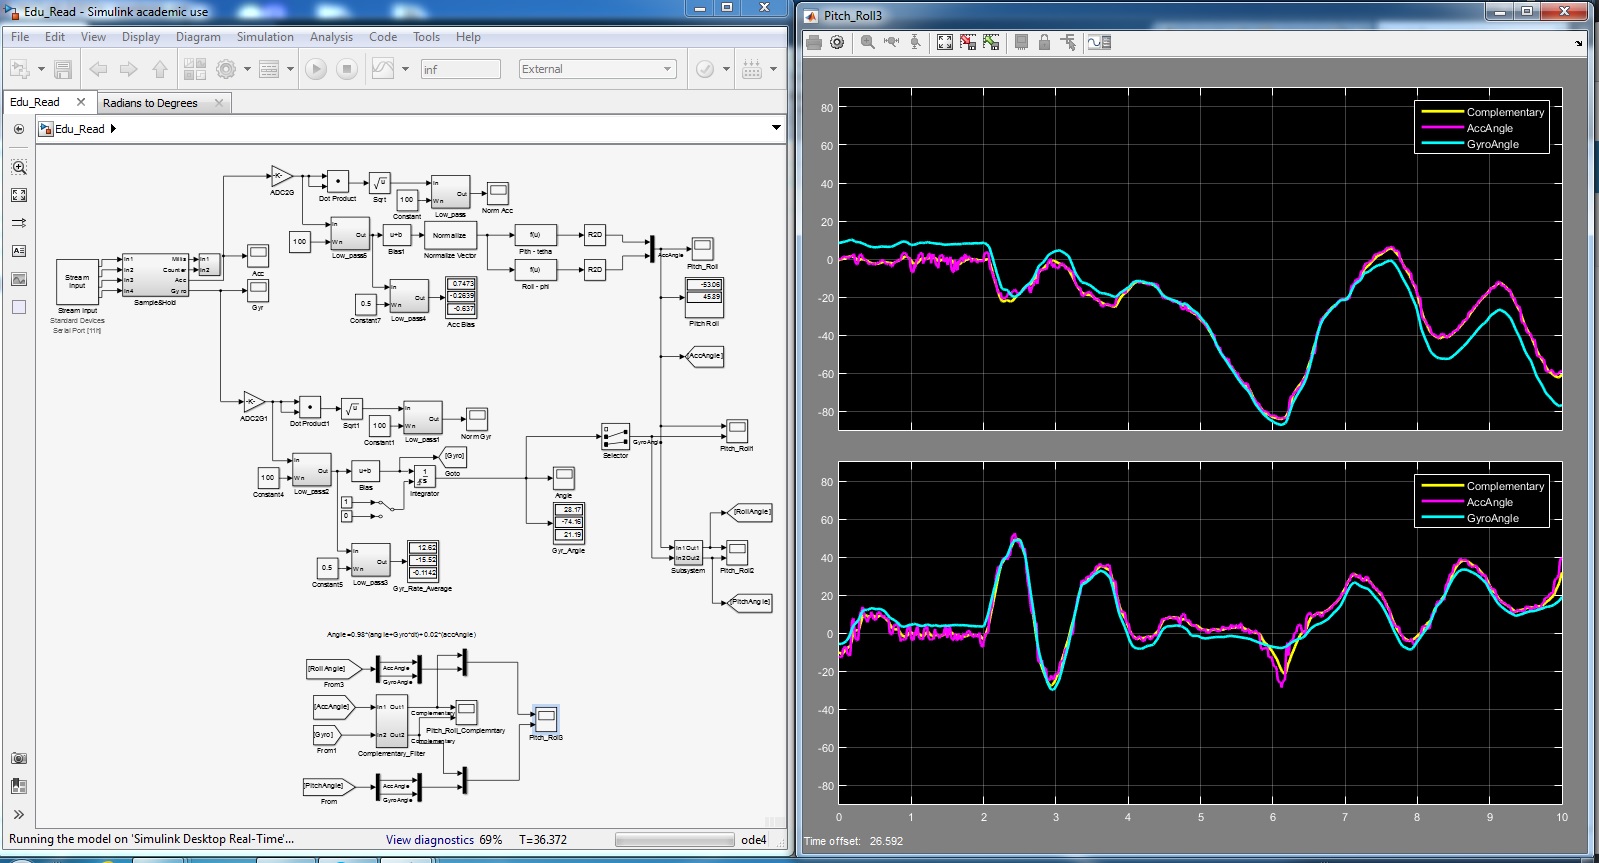 Edu_Read - Simulink academic use
File Edit View Display Diagram Simulation Analysis Code Tools Help
inf
External
Edu_Read
Radians to Degrees
Edu_Read
-K-
ADC2G
Dot Product
√u
Sqrt
100
Constant
In
Wn
Out
Low_pass
Norm Acc
100
In
Wn
Out
Low_pass5
u+b
Bias1
Normalize
Normalize Vector
f(u)
Pith - tetha
R2D
f(u)
Roll - phi
R2D
AccAngle
Pitch_Roll
-53.06
45.89
Pitch Roll
[AccAngle]
Stream
Input
Stream Input
Standard Devices
Serial Port [11h]
In1
In2
In3
In4
Millis
Counter
Acc
Gyro
Sample&Hold
In1
In2
Acc
Gyr
0.5
Constant7
In
Wn
Out
Low_pass4
0.7473
-0.2639
-0.637
Acc Bias
-K-
ADC2G1
Dot Product1
√u
Sqrt1
100
Constant1
In
Wn
Out
Low_pass1
Norm Gyr
100
Constant4
In
Wn
Out
Low_pass2
u+b
Bias
[Gyro]
Goto
1
s
Integrator
1
0
Angle
28.17
-74.16
21.19
Gyr_Angle
Selector
GyroAngle
Pitch_Roll1
0.5
Constant5
In
Wn
Out
Low_pass3
12.62
-15.52
-0.1142
Gyr_Rate_Average
In1 Out1
In2 Out2
Subsystem
[RollAngle]
Pitch_Roll2
[PitchAngle]
Angle=0.98*(angle+Gyro*dt)+0.02*(accAngle)
[RollAngle]
From3
AccAngle
GyroAngle
[AccAngle]
[Gyro]
From1
In1 Out1
In2 Out2
Complementary_Filter
Complementary
Complementary
Pitch_Roll_Complemntary
Pitch_Roll3
[PitchAngle]
From
AccAngle
GyroAngle
Running the model on 'Simulink Desktop Real-Time'...
View diagnostics 69% T=36.372 ode4
Pitch_Roll3
80
60
40
20
0
-20
-40
-60
-80
Complementary
AccAngle
GyroAngle
80
60
40
20
0
-20
-40
-60
-80
Complementary
AccAngle
GyroAngle
0 1 2 3 4 5 6 7 8 9 10
Time offset: 26.592